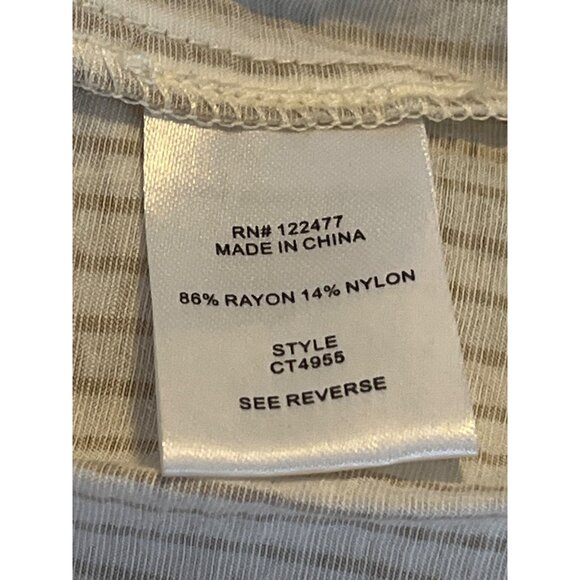 RN# 122477
MADE IN CHINA
86% RAYON 14% NYLON
STYLE
CT4955
SEE REVERSE